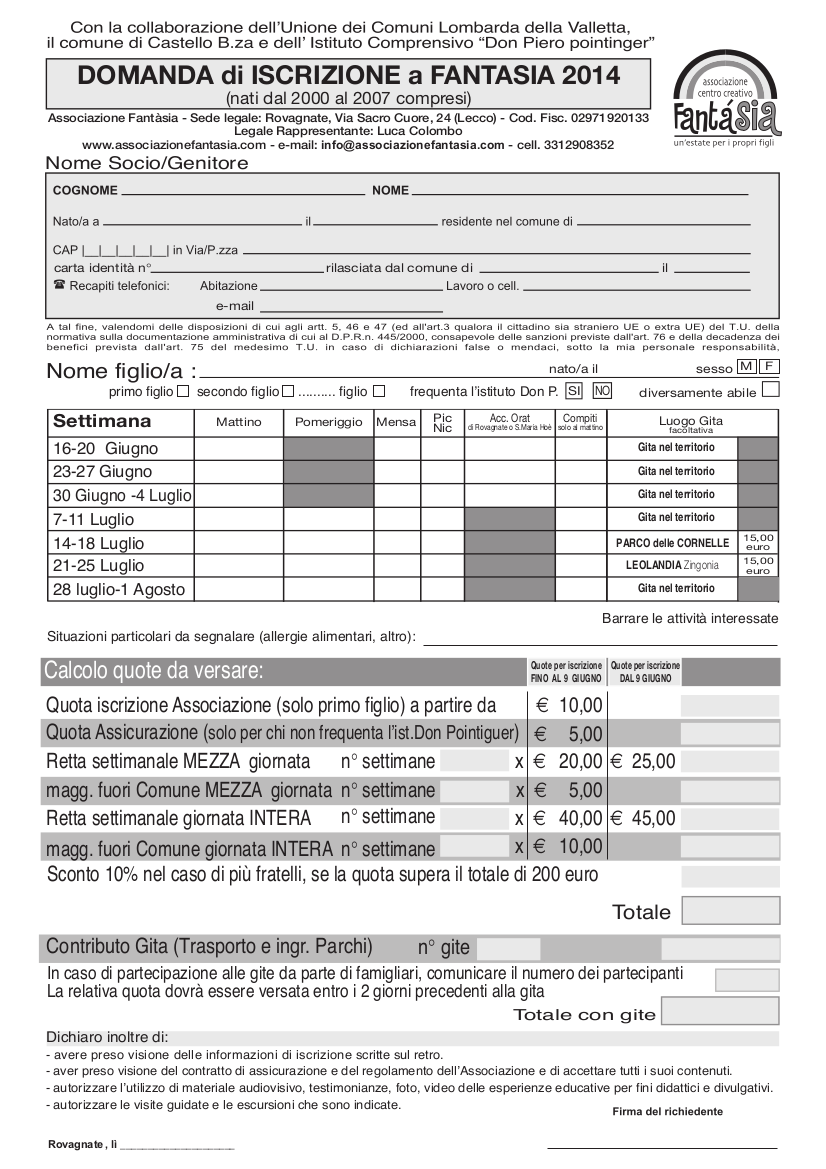 Con la collaborazione dell'Unione dei Comuni Lombarda della Valletta,
il comune di Castello B.za e dell' Istituto Comprensivo "Don Piero pointinger"
DOMANDA di ISCRIZIONE a FANTASIA 2014
(nati dal 2000 al 2007 compresi)
associazione
centro creativo
Fantásia
un'estate per i propri figli
Associazione Fantàsia - Sede legale: Rovagnate, Via Sacro Cuore, 24 (Lecco) - Cod. Fisc. 02971920133
Legale Rappresentante: Luca Colombo
www.associazionefantasia.com - e-mail: info@associazionefantasia.com - cell. 3312908352
Nome Socio/Genitore
COGNOME ____ NOME ____
Nato/a a ____ il ____ residente nel comune di ____
CAP |__|__|__|__|__| in Via/P.zza ____
carta identità n° ____ rilasciata dal comune di ____ il ____
☎ Recapiti telefonici: Abitazione ____ Lavoro o cell. ____
e-mail ____
A tal fine, valendomi delle disposizioni di cui agli artt. 5, 46 e 47 (ed all'art.3 qualora il cittadino sia straniero UE o extra UE) del T.U. della
normativa sulla documentazione amministrativa di cui al D.P.R.n. 445/2000, consapevole delle sanzioni previste dall'art. 76 e della decadenza dei
benefici prevista dall'art. 75 del medesimo T.U. in caso di dichiarazioni false o mendaci, sotto la mia personale responsabilità,
Nome figlio/a : ____ nato/a il ____ sesso M F
primo figlio □ secondo figlio □ .......... figlio □ frequenta l'istituto Don P. SI NO diversamente abile □
Settimana Mattino Pomeriggio Mensa Pic Nic Acc. Orat di Rovagnate o S.Maria Hoè Compiti solo al mattino Luogo Gita facoltativa
16-20 Giugno Gita nel territorio
23-27 Giugno Gita nel territorio
30 Giugno -4 Luglio Gita nel territorio
7-11 Luglio Gita nel territorio
14-18 Luglio PARCO delle CORNELLE 15,00 euro
21-25 Luglio LEOLANDIA Zingonia 15,00 euro
28 luglio-1 Agosto Gita nel territorio
Barrare le attività interessate
Situazioni particolari da segnalare (allergie alimentari, altro): ____
Calcolo quote da versare: Quote per iscrizione FINO AL 9 GIUGNO Quote per iscrizione DAL 9 GIUGNO
Quota iscrizione Associazione (solo primo figlio) a partire da € 10,00
Quota Assicurazione (solo per chi non frequenta l'ist.Don Pointiguer) € 5,00
Retta settimanale MEZZA giornata n° settimane x € 20,00 € 25,00
magg. fuori Comune MEZZA giornata n° settimane x € 5,00
Retta settimanale giornata INTERA n° settimane x € 40,00 € 45,00
magg. fuori Comune giornata INTERA n° settimane x € 10,00
Sconto 10% nel caso di più fratelli, se la quota supera il totale di 200 euro
Totale
Contributo Gita (Trasporto e ingr. Parchi) n° gite
In caso di partecipazione alle gite da parte di famigliari, comunicare il numero dei partecipanti
La relativa quota dovrà essere versata entro i 2 giorni precedenti alla gita
Totale con gite
Dichiaro inoltre di:
- avere preso visione delle informazioni di iscrizione scritte sul retro.
- aver preso visione del contratto di assicurazione e del regolamento dell'Associazione e di accettare tutti i suoi contenuti.
- autorizzare l'utilizzo di materiale audiovisivo, testimonianze, foto, video delle esperienze educative per fini didattici e divulgativi.
- autorizzare le visite guidate e le escursioni che sono indicate.
Firma del richiedente
Rovagnate, lì ____